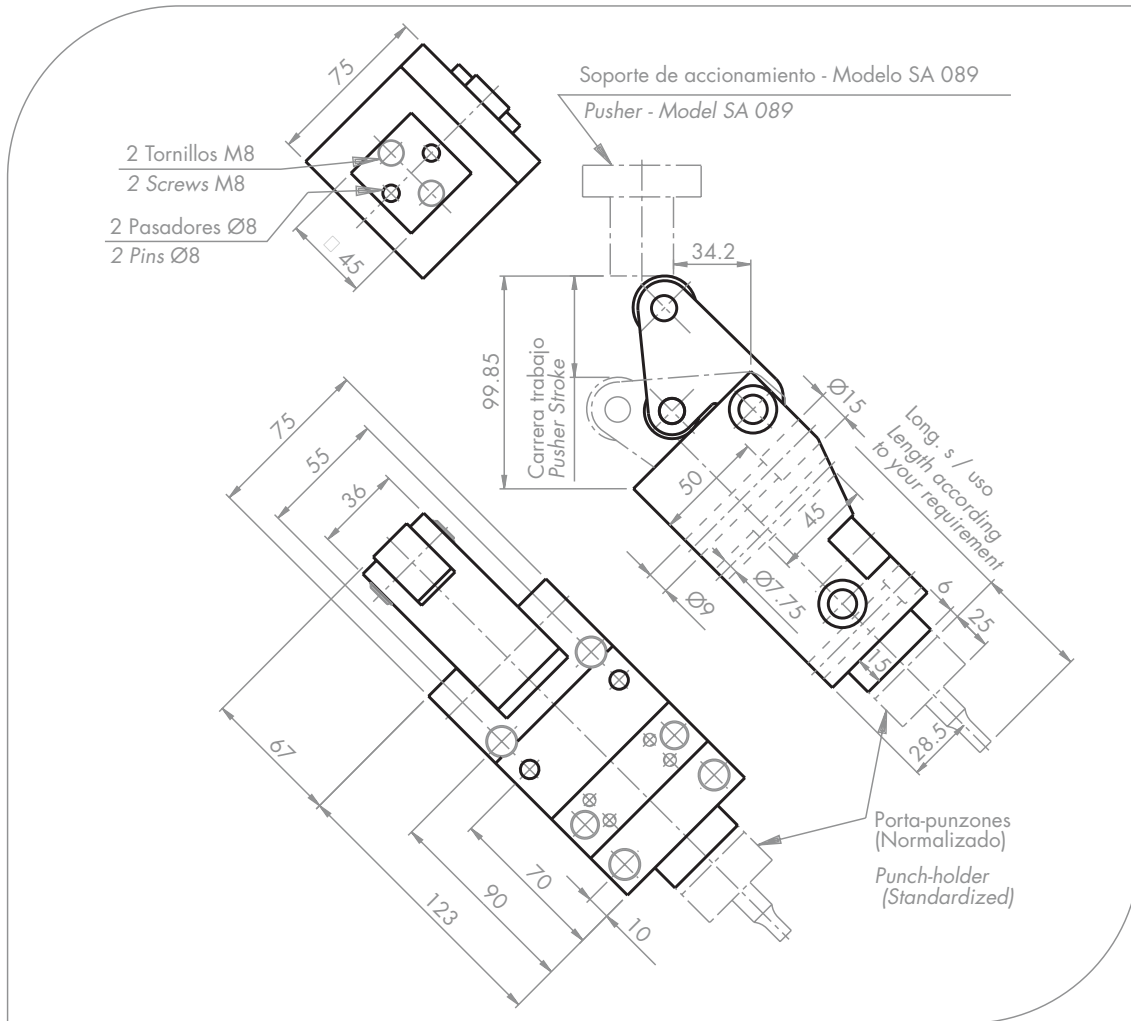 75
Soporte de accionamiento - Modelo SA 089
Pusher - Model SA 089
2 Tornillos M8
2 Screws M8
2 Pasadores Ø8
2 Pins Ø8
□ 45
34.2
99.85
Carrera trabajo
Pusher Stroke
Ø15
Long. s / uso
Length according
to your requirement
75
55
36
50
45
Ø9
Ø7.75
6
25
15
28.5
67
Porta-punzones
(Normalizado)
Punch-holder
(Standardized)
70
90
123
10